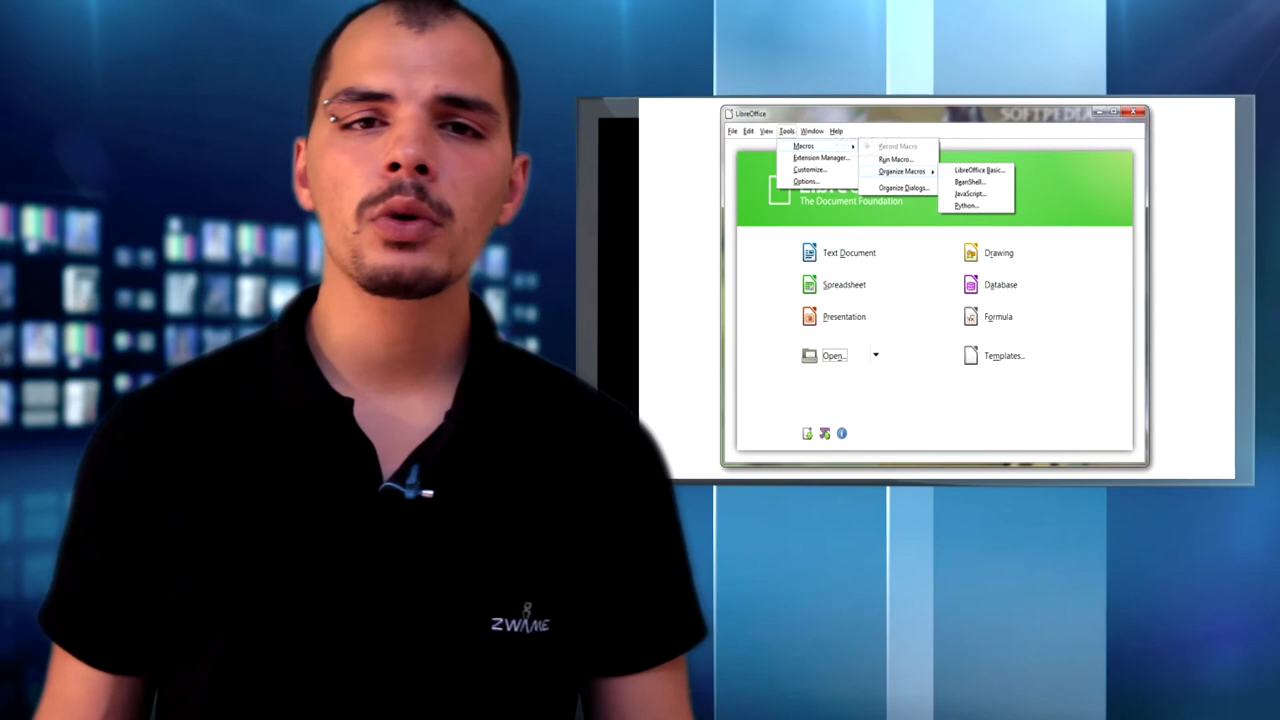 LibreOffice
SOFTPEDIA
File Edit View Tools Window Help
Macros
Extension Manager...
Customize...
Options...
Record Macro
Run Macro...
Organize Macros
Organize Dialogs...
LibreOffice Basic...
BeanShell...
JavaScript...
Python...
The Document Foundation
Text Document
Drawing
Spreadsheet
Database
Presentation
Formula
Open...
Templates...
ZWAME